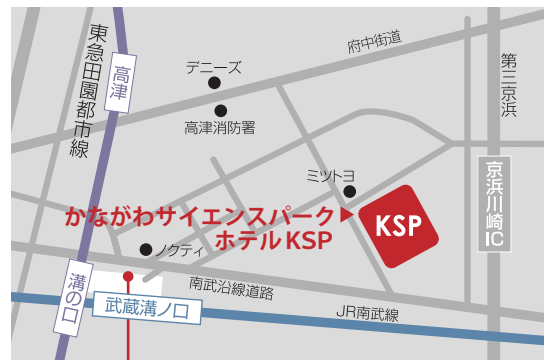 府中街道
デニーズ
高津
東急田園都市線
第三京浜
高津消防署
ミツトヨ
京浜川崎IC
かながわサイエンスパーク
ホテルKSP
KSP
ノクティ
溝の口
南武沿線道路
武蔵溝ノ口
JR南武線